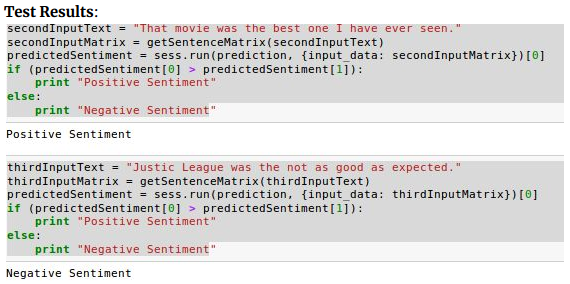 Test Results:
secondInputText = "That movie was the best one I have ever seen."
secondInputMatrix = getSentenceMatrix(secondInputText)
predictedSentiment = sess.run(prediction, {input_data: secondInputMatrix})[0]
if (predictedSentiment[0] > predictedSentiment[1]):
    print "Positive Sentiment"
else:
    print "Negative Sentiment"
Positive Sentiment
thirdInputText = "Justic League was the not as good as expected."
thirdInputMatrix = getSentenceMatrix(thirdInputText)
predictedSentiment = sess.run(prediction, {input_data: thirdInputMatrix})[0]
if (predictedSentiment[0] > predictedSentiment[1]):
    print "Positive Sentiment"
else:
    print "Negative Sentiment"
Negative Sentiment